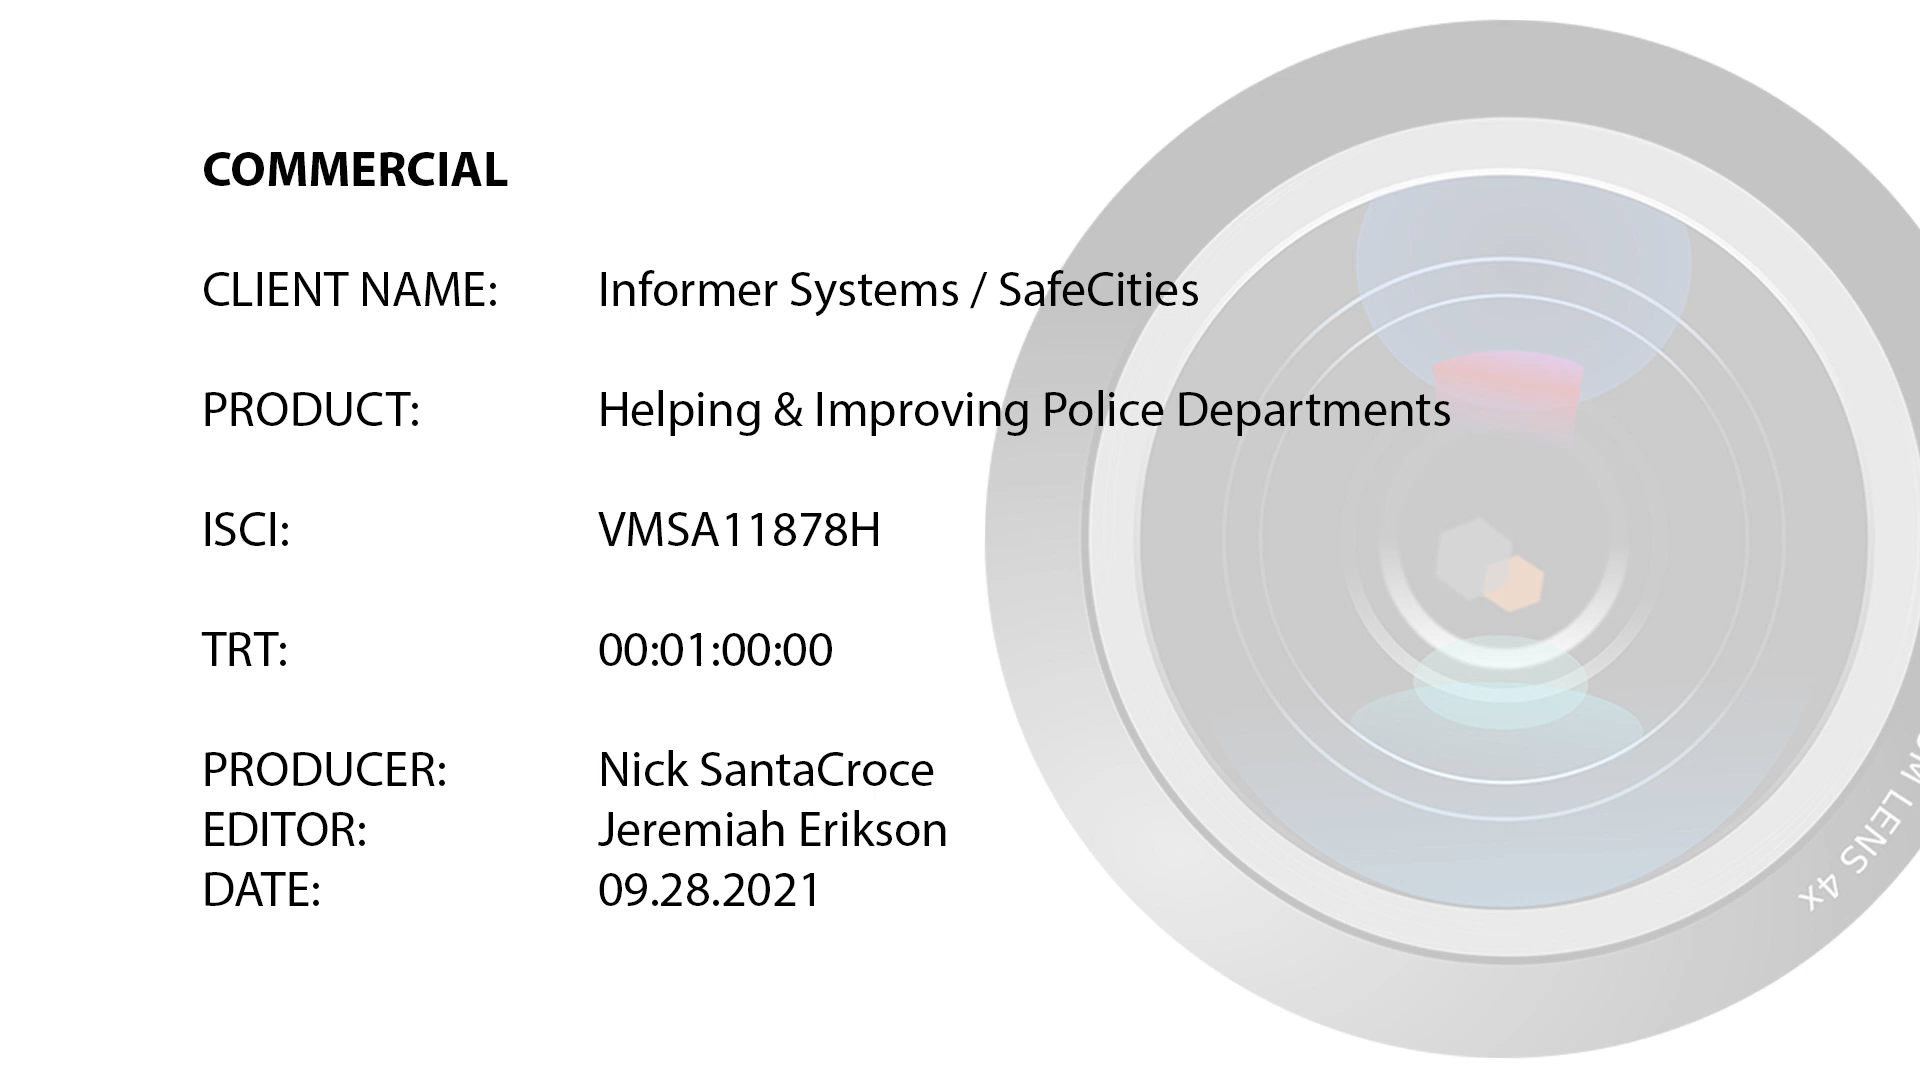 COMMERCIAL
CLIENT NAME: Informer Systems / SafeCities
PRODUCT: Helping & Improving Police Departments
ISCI: VMSA11878H
TRT: 00:01:00:00
PRODUCER: Nick SantaCroce
EDITOR: Jeremiah Erikson
DATE: 09.28.2021
LENS 4x